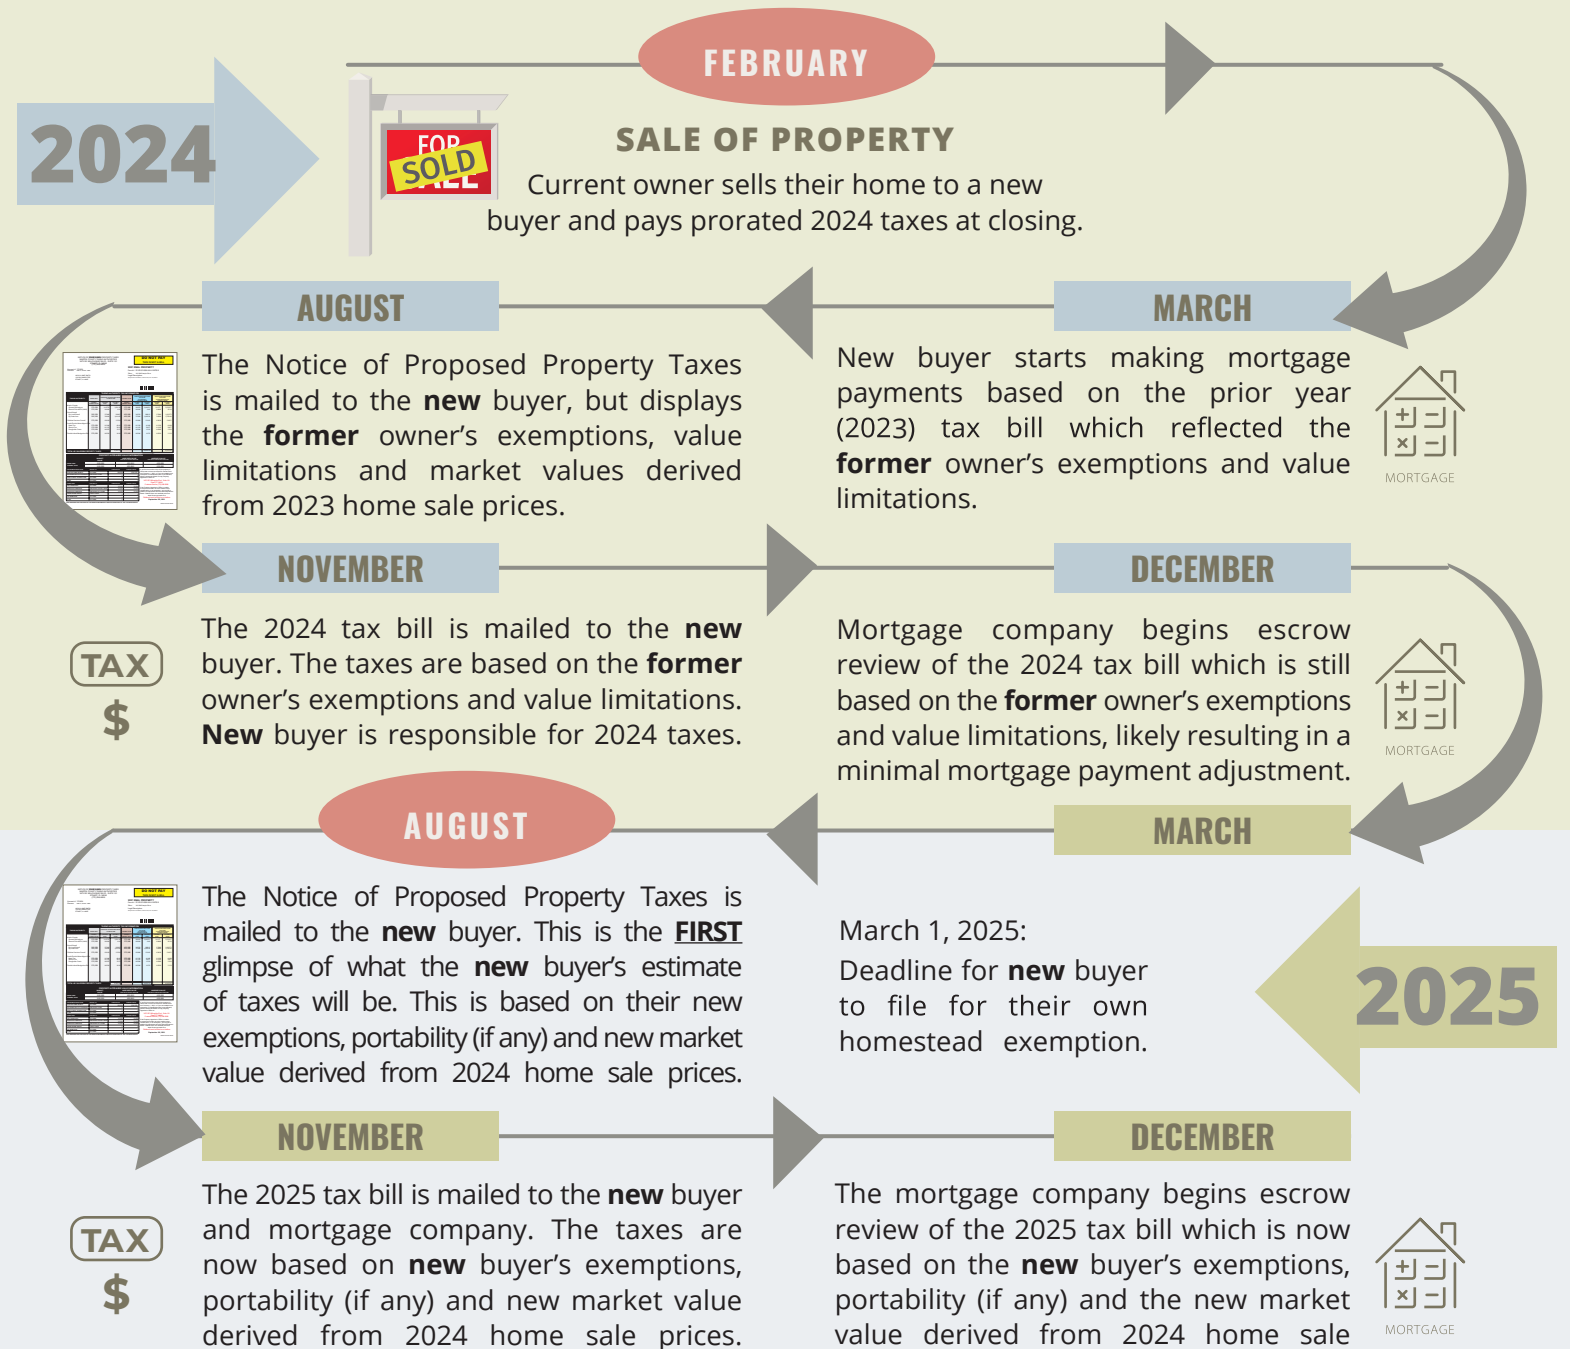 FEBRUARY
2024
FOR
SOLD
SALE OF PROPERTY
Current owner sells their home to a new
buyer and pays prorated 2024 taxes at closing.
MARCH
New buyer starts making mortgage
payments based on the prior year
(2023) tax bill which reflected the
former owner’s exemptions and value
limitations.
MORTGAGE
AUGUST
The Notice of Proposed Property Taxes
is mailed to the new buyer, but displays
the former owner’s exemptions, value
limitations and market values derived
from 2023 home sale prices.
DO NOT PAY
NOVEMBER
The 2024 tax bill is mailed to the new
buyer. The taxes are based on the former
owner’s exemptions and value limitations.
New buyer is responsible for 2024 taxes.
TAX
$
DECEMBER
Mortgage company begins escrow
review of the 2024 tax bill which is still
based on the former owner’s exemptions
and value limitations, likely resulting in a
minimal mortgage payment adjustment.
MORTGAGE
MARCH
2025
March 1, 2025:
Deadline for new buyer
to file for their own
homestead exemption.
AUGUST
The Notice of Proposed Property Taxes is
mailed to the new buyer. This is the FIRST
glimpse of what the new buyer’s estimate
of taxes will be. This is based on their new
exemptions, portability (if any) and new market
value derived from 2024 home sale prices.
DO NOT PAY
NOVEMBER
The 2025 tax bill is mailed to the new buyer
and mortgage company. The taxes are
now based on new buyer’s exemptions,
portability (if any) and new market value
derived from 2024 home sale prices.
TAX
$
DECEMBER
The mortgage company begins escrow
review of the 2025 tax bill which is now
based on the new buyer’s exemptions,
portability (if any) and the new market
value derived from 2024 home sale
MORTGAGE